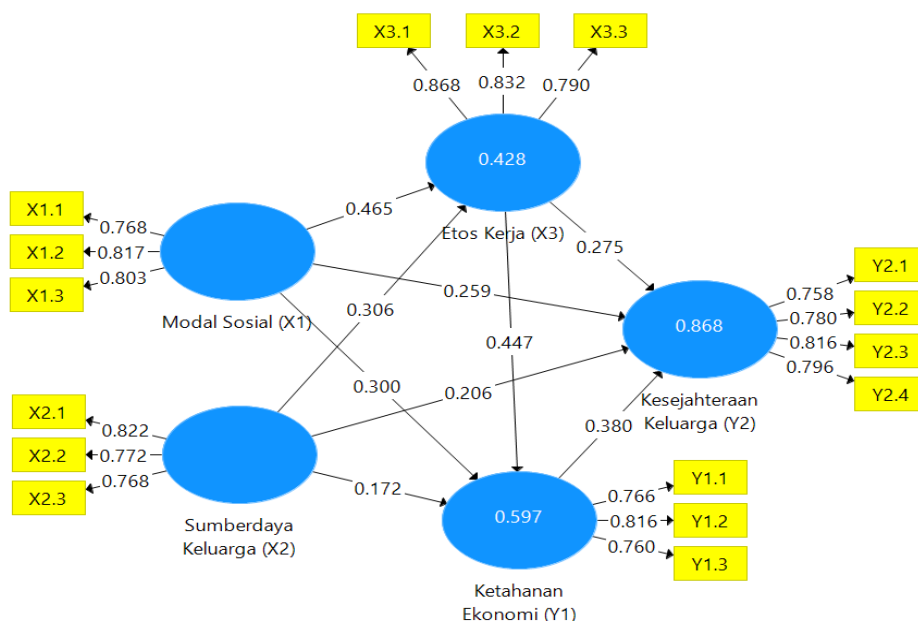 X3.1
X3.2
X3.3
0.868
0.832
0.790
0.428
Etos Kerja (X3)
X1.1
X1.2
X1.3
0.768
0.817
0.803
Modal Sosial (X1)
0.465
0.306
0.259
0.275
0.300
0.447
0.206
0.380
0.172
Y2.1
Y2.2
Y2.3
Y2.4
0.758
0.780
0.816
0.796
0.868
Kesejahteraan
Keluarga (Y2)
X2.1
X2.2
X2.3
0.822
0.772
0.768
Sumberdaya
Keluarga (X2)
0.597
Ketahanan
Ekonomi (Y1)
0.766
0.816
0.760
Y1.1
Y1.2
Y1.3